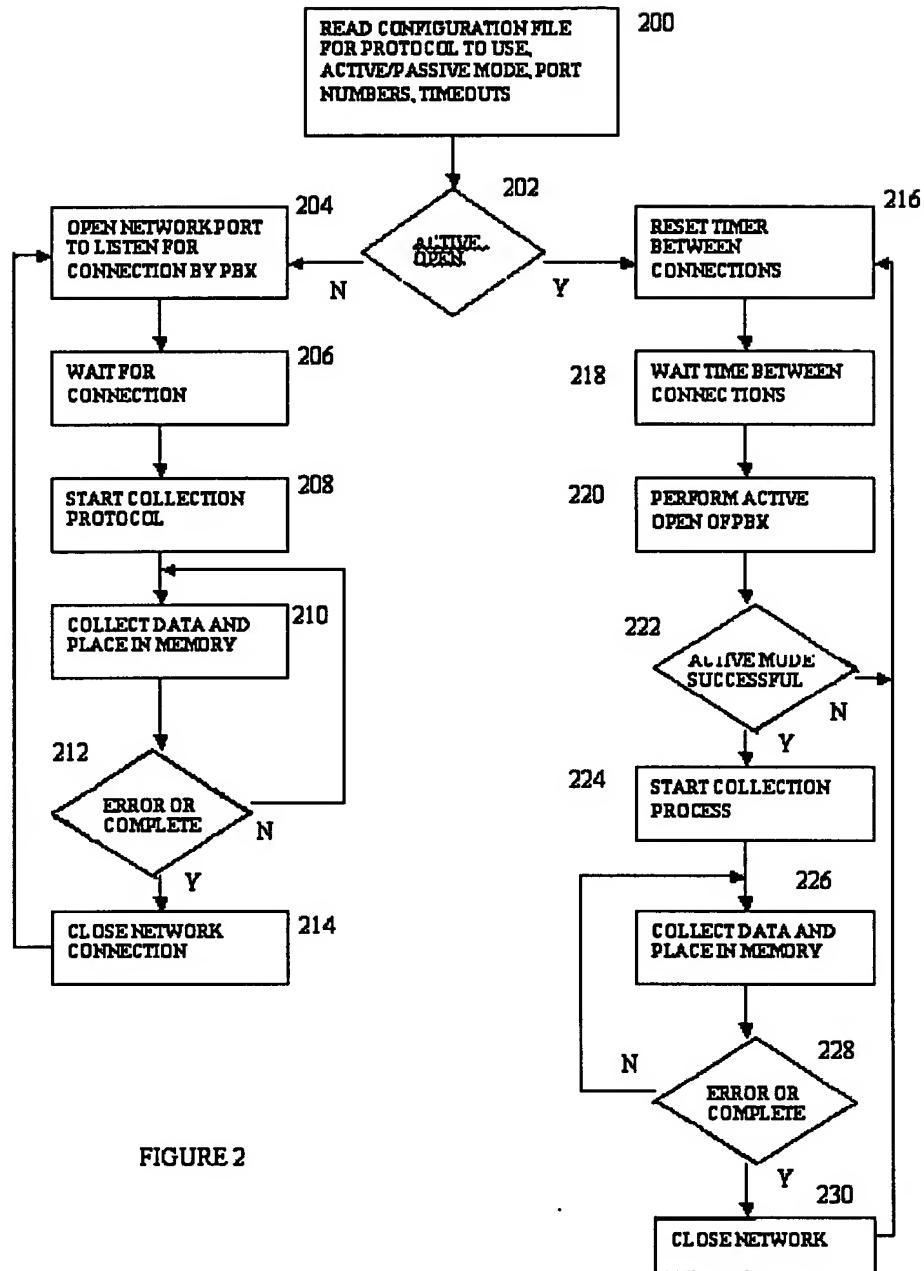 READ CONFIGURATION FILE
FOR PROTOCOL TO USE,
ACTIVE/PASSIVE MODE, PORT
NUMBERS, TIMEOUTS
200
202
ACTIVE
OPEN
N
Y
204
OPEN NETWORK PORT
TO LISTEN FOR
CONNECTION BY PBX
206
WAIT FOR
CONNECTION
208
START COLLECTION
PROTOCOL
210
COLLECT DATA AND
PLACE IN MEMORY
212
ERROR OR
COMPLETE
N
Y
214
CLOSE NETWORK
CONNECTION
216
RESET TIMER
BETWEEN
CONNECTIONS
218
WAIT TIME BETWEEN
CONNECTIONS
220
PERFORM ACTIVE
OPEN OF PBX
222
ACTIVE MODE
SUCCESSFUL
N
Y
224
START COLLECTION
PROCESS
226
COLLECT DATA AND
PLACE IN MEMORY
228
N
ERROR OR
COMPLETE
Y
230
CLOSE NETWORK
FIGURE 2